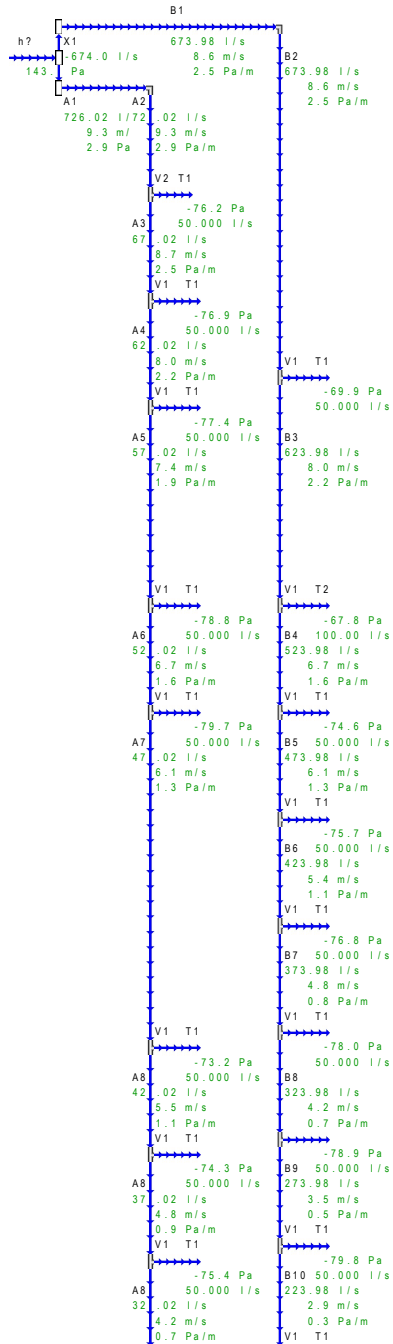 B1
h? X1 673.98 l/s
-674.0 l/s 8.6 m/s B2
143. Pa 2.5 Pa/m 673.98 l/s
8.6 m/s
A1 A2 2.5 Pa/m
726.02 l/72 .02 l/s
9.3 m/ 9.3 m/s
2.9 Pa 2.9 Pa/m
V2 T1
-76.2 Pa
A3 50.000 l/s
67 .02 l/s
8.7 m/s
2.5 Pa/m
V1 T1
-76.9 Pa
A4 50.000 l/s
62 .02 l/s
8.0 m/s V1 T1
2.2 Pa/m
V1 T1 -69.9 Pa
50.000 l/s
-77.4 Pa
A5 50.000 l/s B3
57 .02 l/s 623.98 l/s
7.4 m/s 8.0 m/s
1.9 Pa/m 2.2 Pa/m
V1 T1 V1 T2
-78.8 Pa -67.8 Pa
A6 50.000 l/s B4 100.00 l/s
52 .02 l/s 523.98 l/s
6.7 m/s 6.7 m/s
1.6 Pa/m 1.6 Pa/m
V1 T1 V1 T1
-79.7 Pa -74.6 Pa
A7 50.000 l/s B5 50.000 l/s
47 .02 l/s 473.98 l/s
6.1 m/s 6.1 m/s
1.3 Pa/m 1.3 Pa/m
V1 T1
-75.7 Pa
B6 50.000 l/s
423.98 l/s
5.4 m/s
1.1 Pa/m
V1 T1
-76.8 Pa
B7 50.000 l/s
373.98 l/s
4.8 m/s
0.8 Pa/m
V1 T1 V1 T1
-73.2 Pa -78.0 Pa
A8 50.000 l/s 50.000 l/s
42 .02 l/s B8
5.5 m/s 323.98 l/s
1.1 Pa/m 4.2 m/s
V1 T1 0.7 Pa/m
-74.3 Pa -78.9 Pa
A8 50.000 l/s B9 50.000 l/s
37 .02 l/s 273.98 l/s
4.8 m/s 3.5 m/s
0.9 Pa/m 0.5 Pa/m
V1 T1 V1 T1
-75.4 Pa -79.8 Pa
A8 50.000 l/s B10 50.000 l/s
32 .02 l/s 223.98 l/s
4.2 m/s 2.9 m/s
0.7 Pa/m 0.3 Pa/m
V1 T1